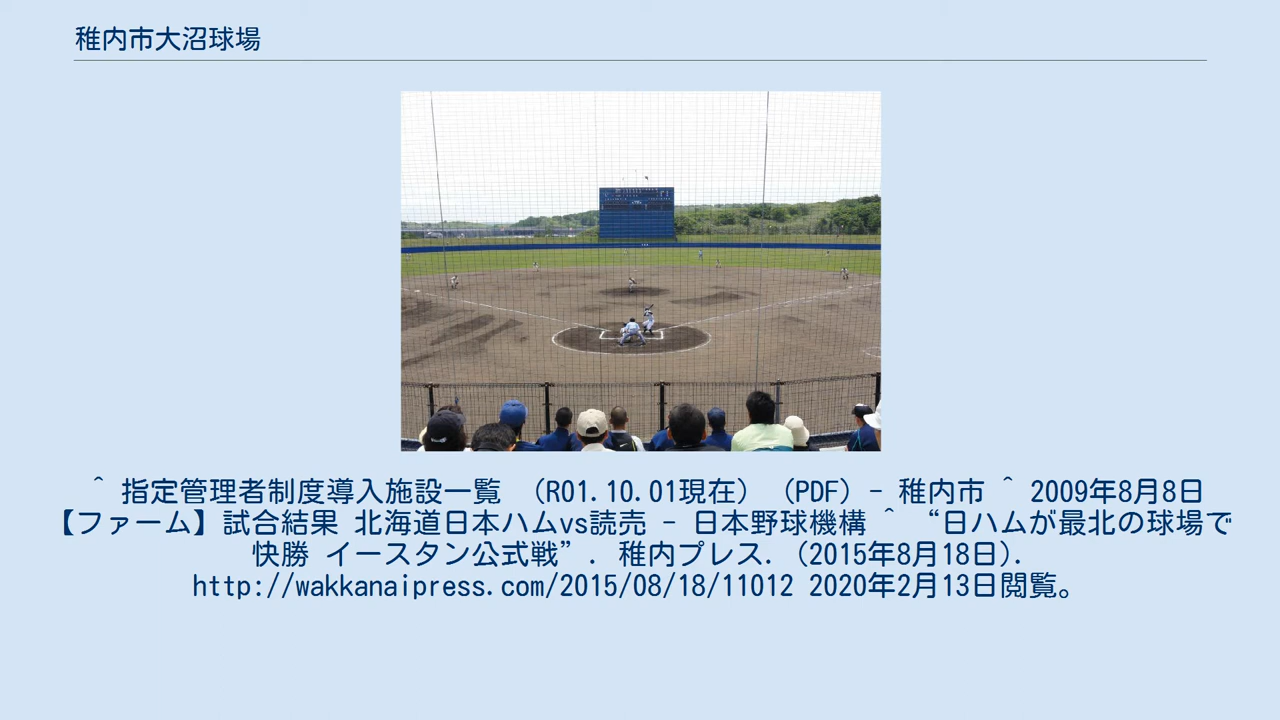 稚内市大沼球場
^ 指定管理者制度導入施設一覧 （R01.10.01現在）（PDF）- 稚内市 ^ 2009年8月8日
【ファーム】試合結果 北海道日本ハムvs読売 - 日本野球機構 ^ “日ハムが最北の球場で
快勝 イースタン公式戦”. 稚内プレス. （2015年8月18日）.
http://wakkanaipress.com/2015/08/18/11012 2020年2月13日閲覧。